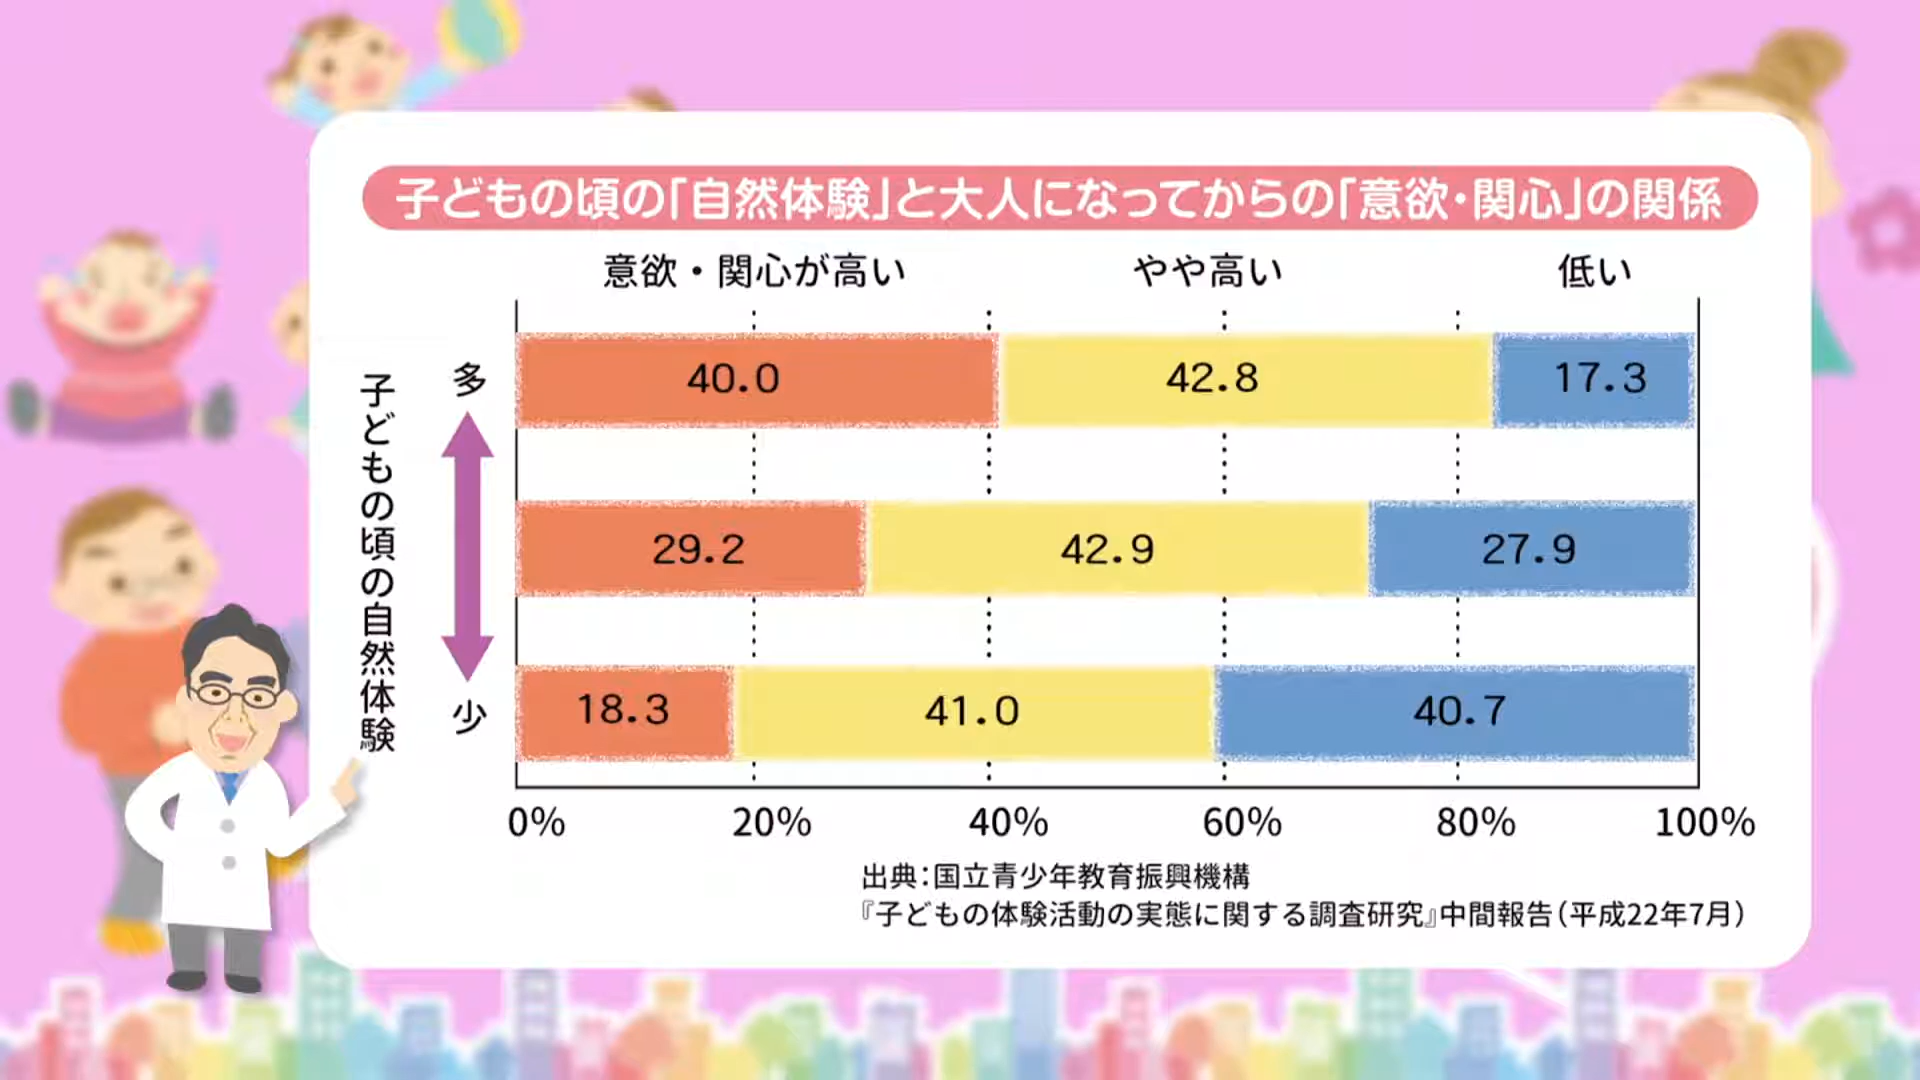 子どもの頃の「自然体験」と大人になってからの「意欲・関心」の関係
意欲・関心が高い
やや高い
低い
子どもの頃の自然体験
多
40.0
42.8
17.3
29.2
42.9
27.9
少
18.3
41.0
40.7
0%
20%
40%
60%
80%
100%
出典：国立青少年教育振興機構
『子どもの体験活動の実態に関する調査研究』中間報告（平成22年7月）